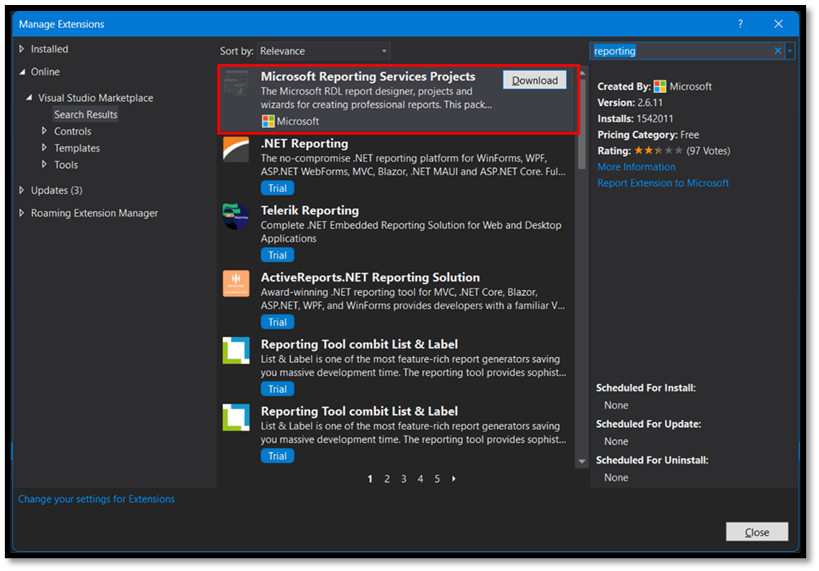 Manage Extensions
?
Installed
Online
Visual Studio Marketplace
Search Results
Controls
Templates
Tools
Updates (3)
Roaming Extension Manager
Sort by: Relevance
Microsoft Reporting Services Projects
Download
The Microsoft RDL report designer, projects and
wizards for creating professional reports. This pack...
Microsoft
.NET Reporting
The no-compromise .NET reporting platform for WinForms, WPF,
ASP.NET WebForms, MVC, Blazor, .NET MAUI and ASP.NET Core. Ful...
Trial
Telerik Reporting
Complete .NET Embedded Reporting Solution for Web and Desktop
Applications
Trial
ActiveReports.NET Reporting Solution
Award-winning .NET reporting tool for MVC, .NET Core, Blazor,
ASP.NET, WPF, and WinForms provides developers with a familiar V...
Trial
Reporting Tool combit List & Label
List & Label is one of the most feature-rich report generators saving
you massive development time. The reporting tool provides sophist...
Trial
Reporting Tool combit List & Label
List & Label is one of the most feature-rich report generators saving
you massive development time. The reporting tool provides sophist...
Trial
1 2 3 4 5
reporting
Created By: Microsoft
Version: 2.6.11
Installs: 1542011
Pricing Category: Free
Rating: (97 Votes)
More Information
Report Extension to Microsoft
Scheduled For Install:
None
Scheduled For Update:
None
Scheduled For Uninstall:
None
Change your settings for Extensions
Close